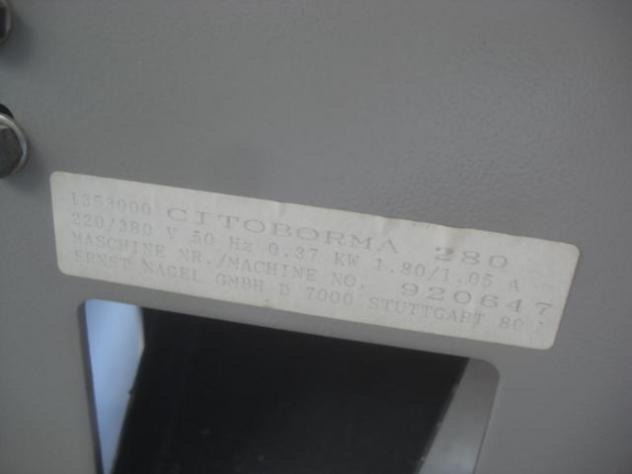 1353000 CITOBORMA 280
220/380 V 50 Hz 0.37 KW 1.80/1.05 A
MASCHINE NR./MACHINE NO. 920647
ERNST NAGEL GMBH D 7000 STUTTGART 80